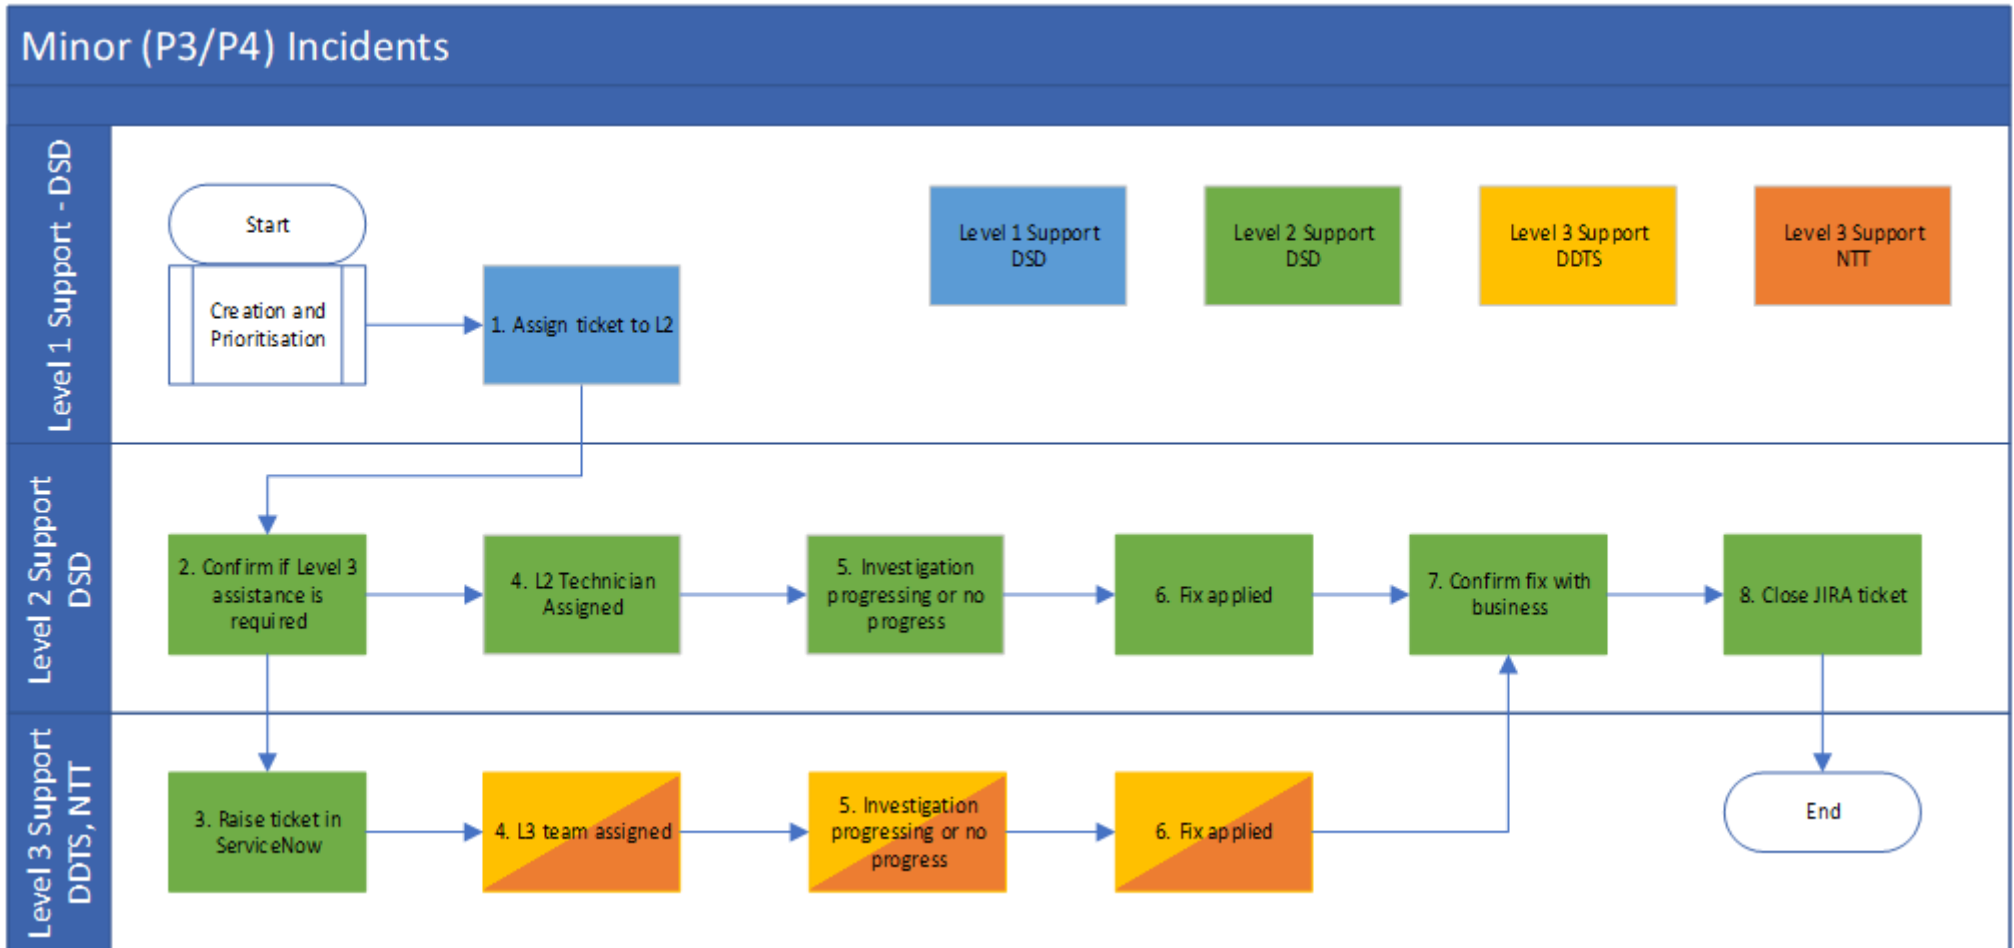 Minor (P3/P4) Incidents
Level 1 Support - DSD
Start
Creation and
Prioritisation
1. Assign ticket to L2
Level 1 Support
DSD
Level 2 Support
DSD
Level 3 Support
DDTS
Level 3 Support
NTT
Level 2 Support
DSD
2. Confirm if Level 3
assistance is
required
4. L2 Technician
Assigned
5. Investigation
progressing or no
progress
6. Fix applied
7. Confirm fix with
business
8. Close JIRA ticket
Level 3 Support
DDTS, NTT
3. Raise ticket in
ServiceNow
4. L3 team assigned
5. Investigation
progressing or no
progress
6. Fix applied
End